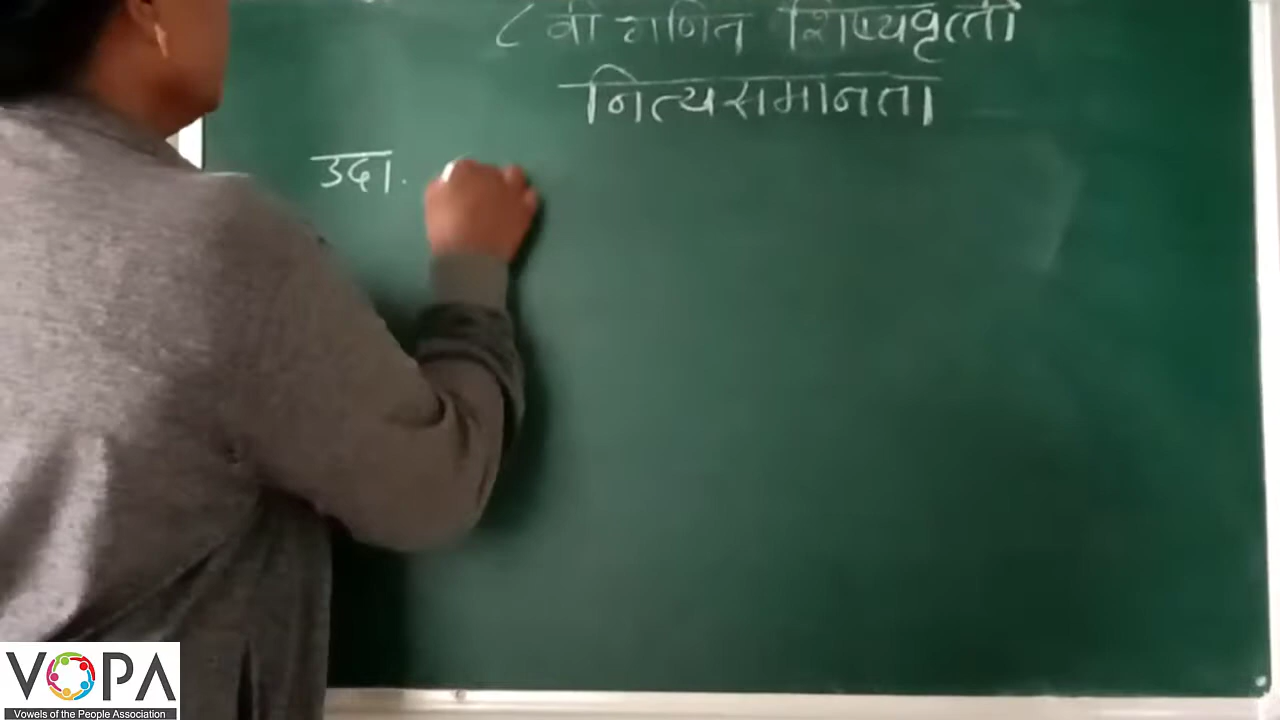 ८ वी गणित शिष्यवृत्ती
नित्यसमानता
उदा.
VOPA
Vowels of the People Association